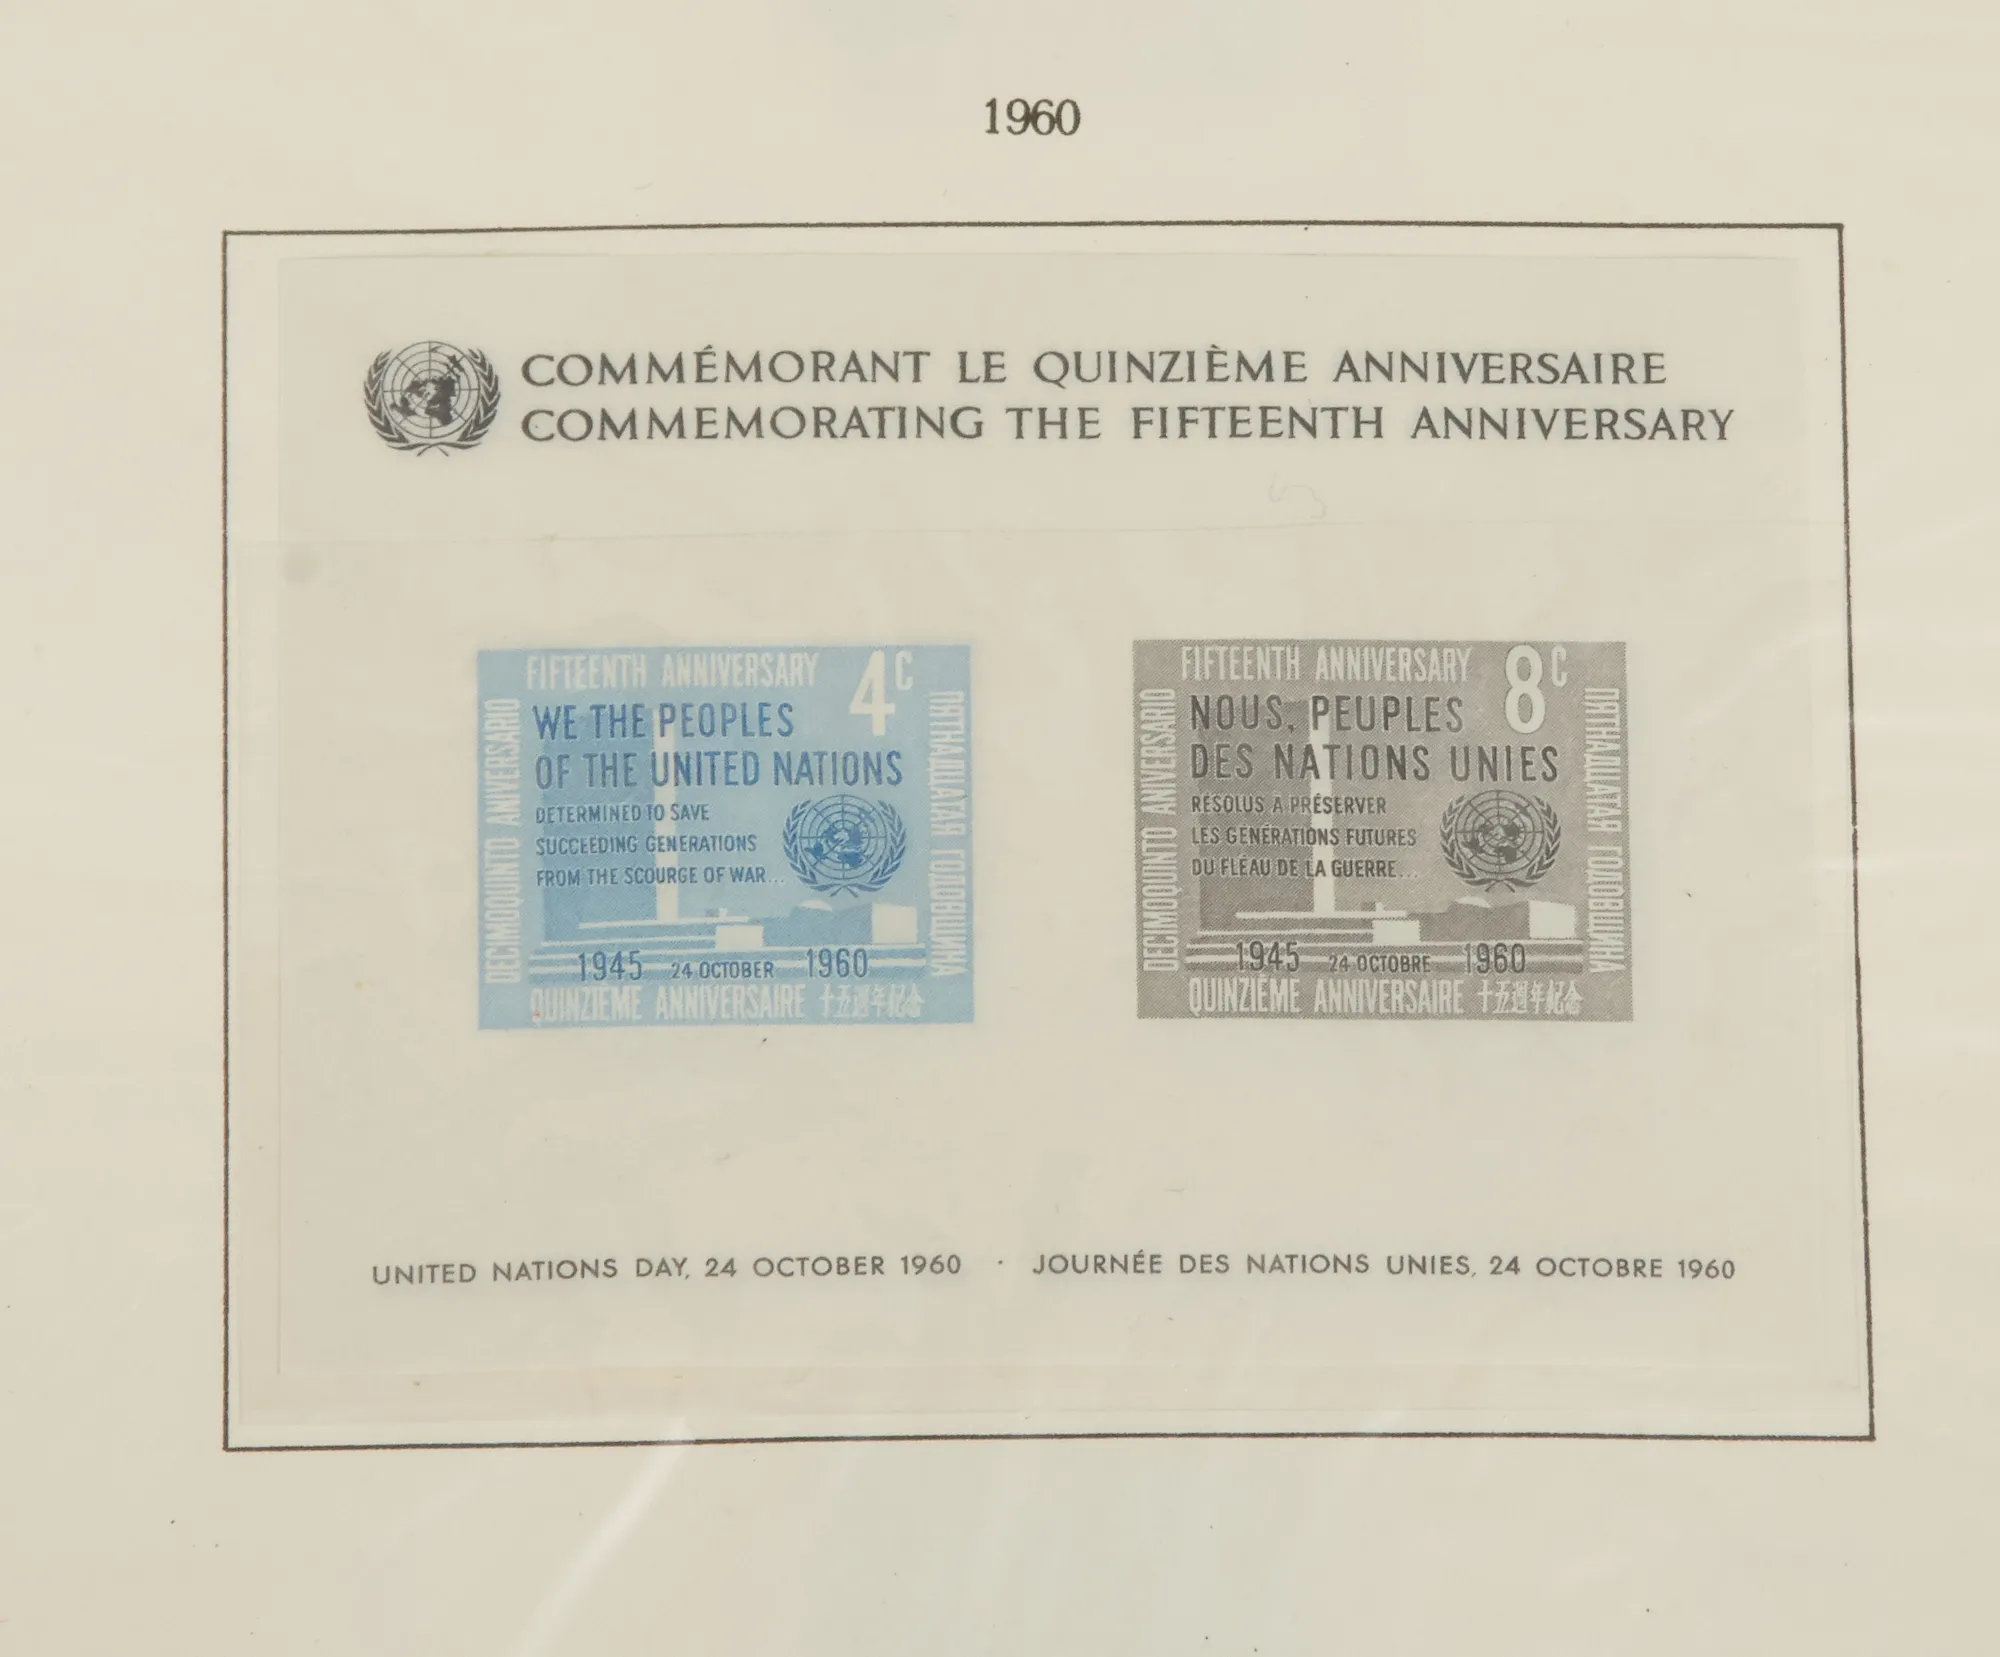 1960
COMMÉMORANT LE QUINZIÈME ANNIVERSAIRE
COMMEMORATING THE FIFTEENTH ANNIVERSARY
FIFTEENTH ANNIVERSARY 4C
DECIMOQUINTO ANIVERSARIO
WE THE PEOPLES
OF THE UNITED NATIONS
DETERMINED TO SAVE
SUCCEEDING GENERATIONS
FROM THE SCOURGE OF WAR...
ПЯТНАДЦАТАЯ ГОДОВЩИНА
1945 24 OCTOBER 1960
QUINZIÈME ANNIVERSAIRE 十五週年紀念
FIFTEENTH ANNIVERSARY 8C
DECIMOQUINTO ANIVERSARIO
NOUS, PEUPLES
DES NATIONS UNIES
RÉSOLUS À PRÉSERVER
LES GÉNÉRATIONS FUTURES
DU FLÉAU DE LA GUERRE...
ПЯТНАДЦАТАЯ ГОДОВЩИНА
1945 24 OCTOBRE 1960
QUINZIÈME ANNIVERSAIRE 十五週年紀念
UNITED NATIONS DAY, 24 OCTOBER 1960 · JOURNÉE DES NATIONS UNIES, 24 OCTOBRE 1960